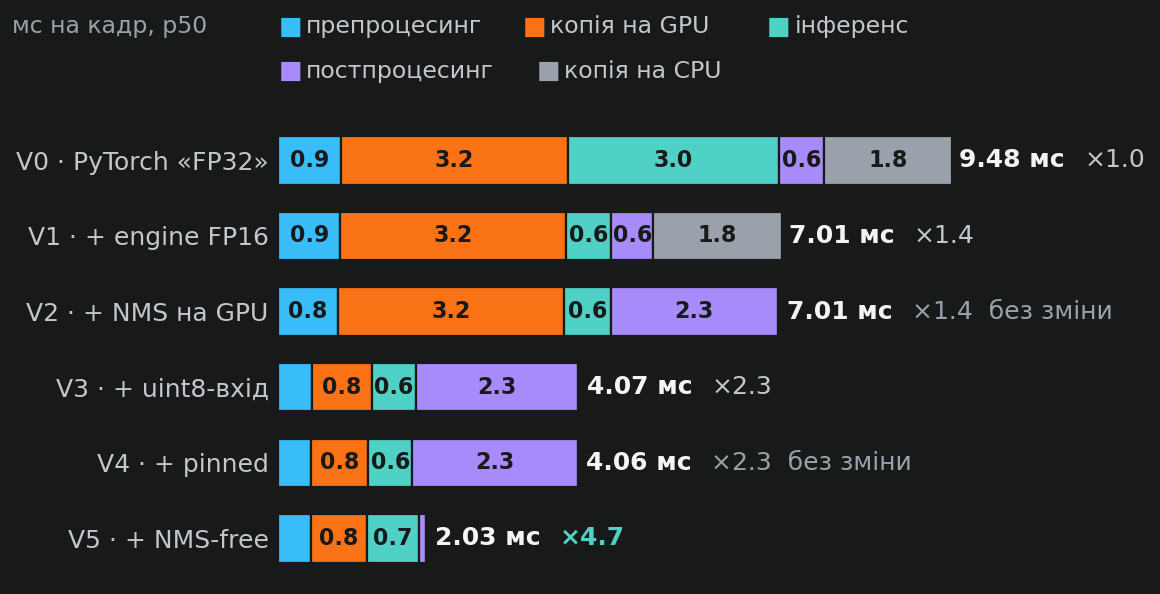 мс на кадр, p50 препроцесинг копія на GPU інференс
постпроцесинг копія на CPU
V0 · PyTorch «FP32» 0.9 3.2 3.0 0.6 1.8 9.48 мс ×1.0
V1 · + engine FP16 0.9 3.2 0.6 0.6 1.8 7.01 мс ×1.4
V2 · + NMS на GPU 0.8 3.2 0.6 2.3 7.01 мс ×1.4 без зміни
V3 · + uint8-вхід 0.8 0.6 2.3 4.07 мс ×2.3
V4 · + pinned 0.8 0.6 2.3 4.06 мс ×2.3 без зміни
V5 · + NMS-free 0.8 0.7 2.03 мс ×4.7